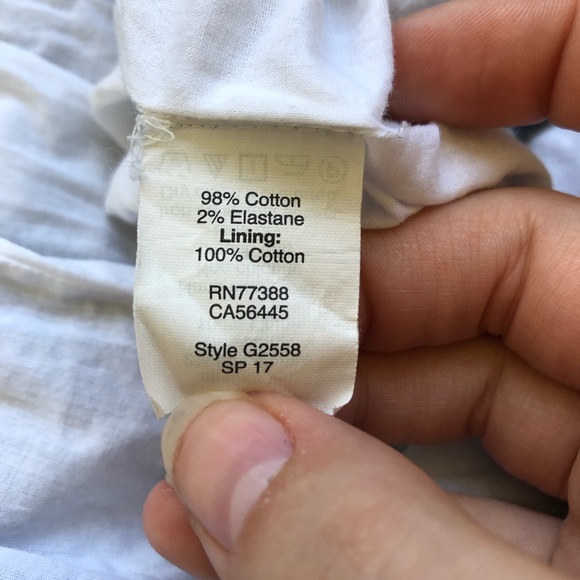 98% Cotton
2% Elastane
Lining:
100% Cotton
RN77388
CA56445
Style G2558
SP 17